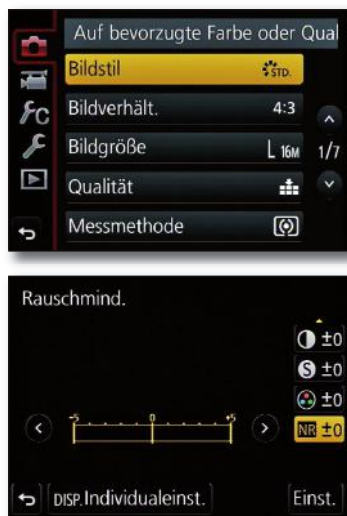 Auf bevorzugte Farbe oder Qual
Bildstil STD.
Bildverhält. 4:3
Bildgröße L 16M 1/7
Qualität
FC
Messmethode
Rauschmind.
±0
S ±0
±0
-5 0 +5
NR ±0
DISP. Individualeinst. Einst.